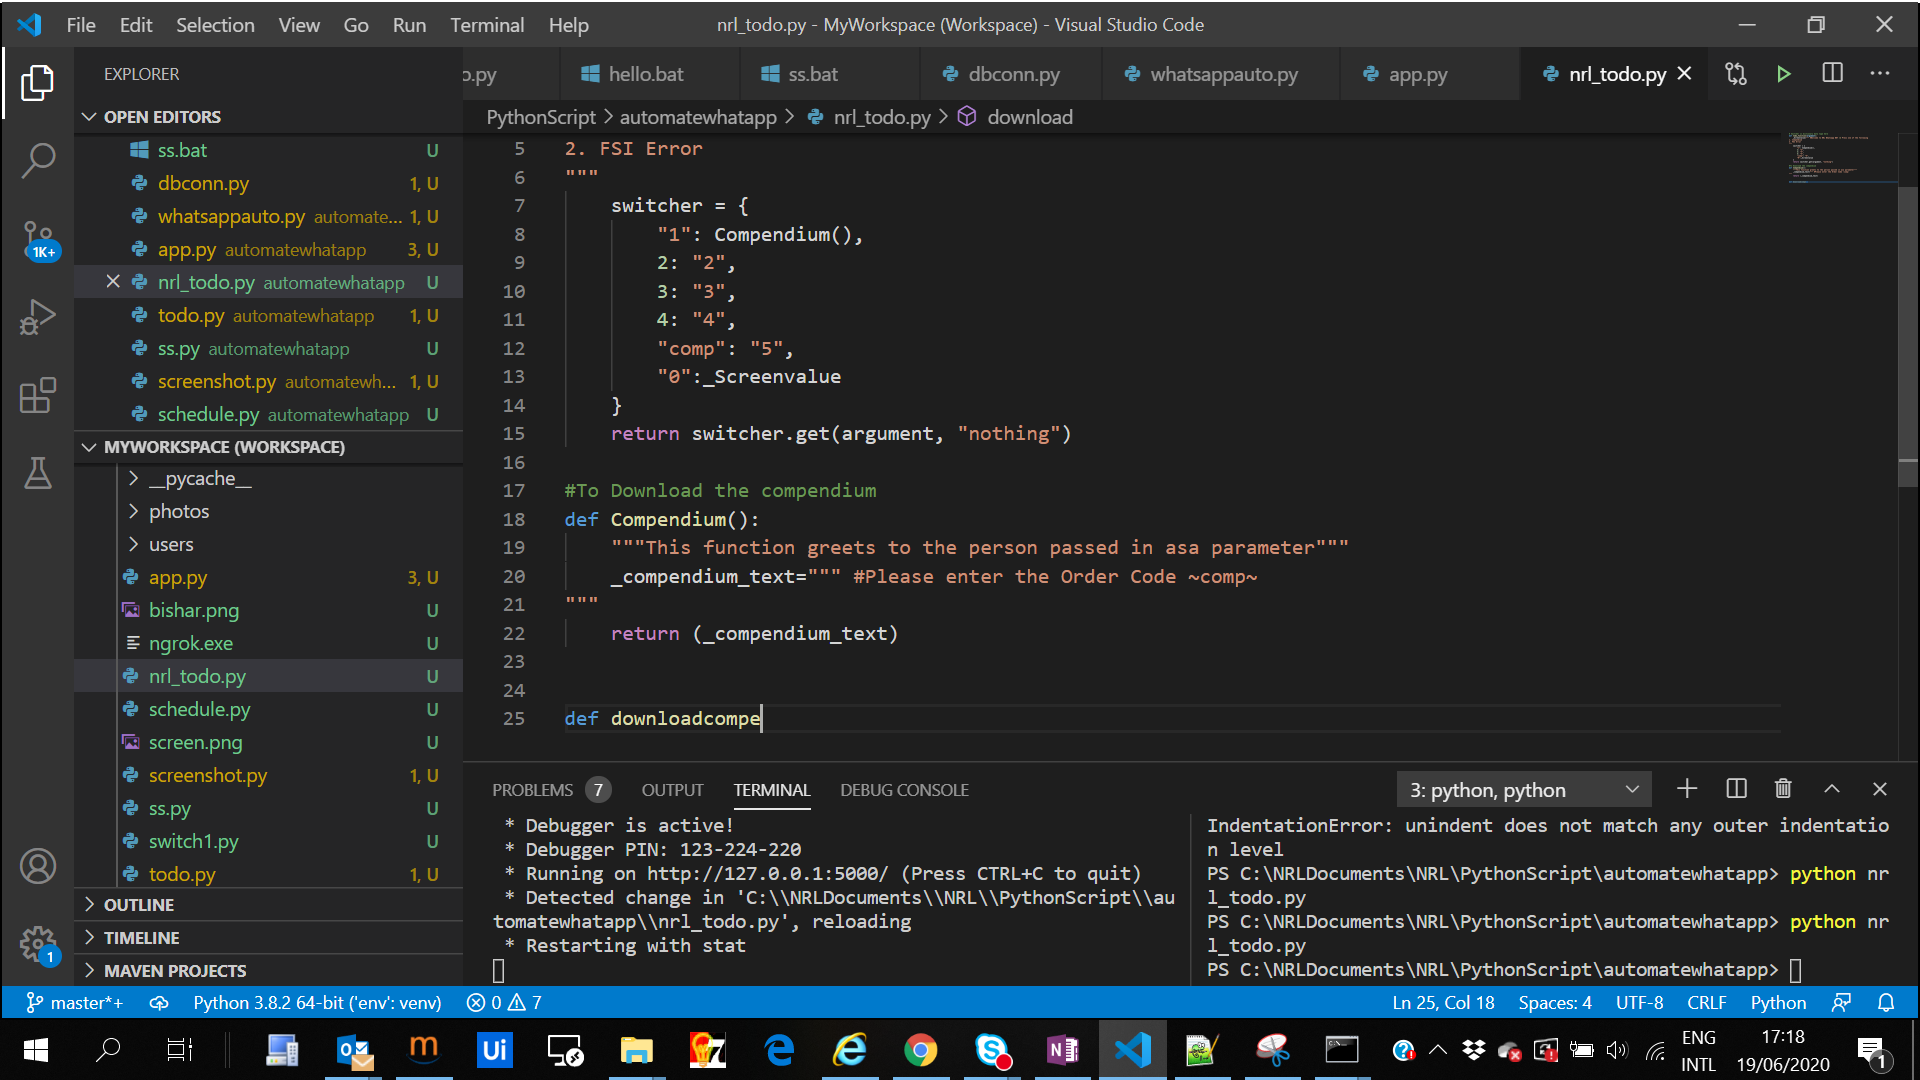 File Edit Selection View Go Run Terminal Help
nrl_todo.py - MyWorkspace (Workspace) - Visual Studio Code
EXPLORER
OPEN EDITORS
ss.bat U
dbconn.py 1, U
whatsappauto.py automate... 1, U
app.py automatewhatapp 3, U
nrl_todo.py automatewhatapp U
todo.py automatewhatapp 1, U
ss.py automatewhatapp U
screenshot.py automatewh... 1, U
schedule.py automatewhatapp U
MYWORKSPACE (WORKSPACE)
__pycache__
photos
users
app.py 3, U
bishar.png U
ngrok.exe U
nrl_todo.py U
schedule.py U
screen.png U
screenshot.py 1, U
ss.py U
switch1.py U
todo.py 1, U
OUTLINE
TIMELINE
MAVEN PROJECTS
1K+
1
o.py hello.bat ss.bat dbconn.py whatsappauto.py app.py nrl_todo.py
PythonScript > automatewhatapp > nrl_todo.py > download
5 2. FSI Error
6 """
7 switcher = {
8 "1": Compendium(),
9 2: "2",
10 3: "3",
11 4: "4",
12 "comp": "5",
13 "0":_Screenvalue
14 }
15 return switcher.get(argument, "nothing")
16
17 #To Download the compendium
18 def Compendium():
19 """This function greets to the person passed in asa parameter"""
20 _compendium_text=""" #Please enter the Order Code ~comp~
21 """
22 return (_compendium_text)
23
24
25 def downloadcompe
PROBLEMS 7 OUTPUT TERMINAL DEBUG CONSOLE
3: python, python
* Debugger is active!
* Debugger PIN: 123-224-220
* Running on http://127.0.0.1:5000/ (Press CTRL+C to quit)
* Detected change in 'C:\\NRLDocuments\\NRL\\PythonScript\\au
tomatewhatapp\\nrl_todo.py', reloading
* Restarting with stat
IndentationError: unindent does not match any outer indentatio
n level
PS C:\NRLDocuments\NRL\PythonScript\automatewhatapp> python nr
l_todo.py
PS C:\NRLDocuments\NRL\PythonScript\automatewhatapp> python nr
l_todo.py
PS C:\NRLDocuments\NRL\PythonScript\automatewhatapp>
master*+ Python 3.8.2 64-bit ('env': venv) 0 7
Ln 25, Col 18 Spaces: 4 UTF-8 CRLF Python
m Ui
ENG
INTL
17:18
19/06/2020
1